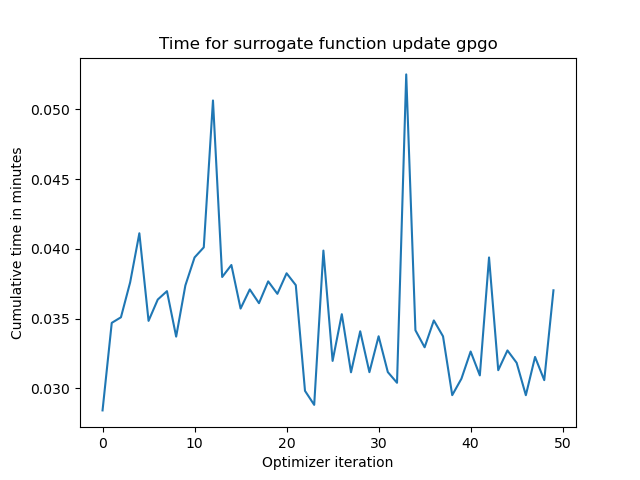 Time for surrogate function update gpgo
Cumulative time in minutes
0.050
0.045
0.040
0.035
0.030
0 10 20 30 40 50
Optimizer iteration